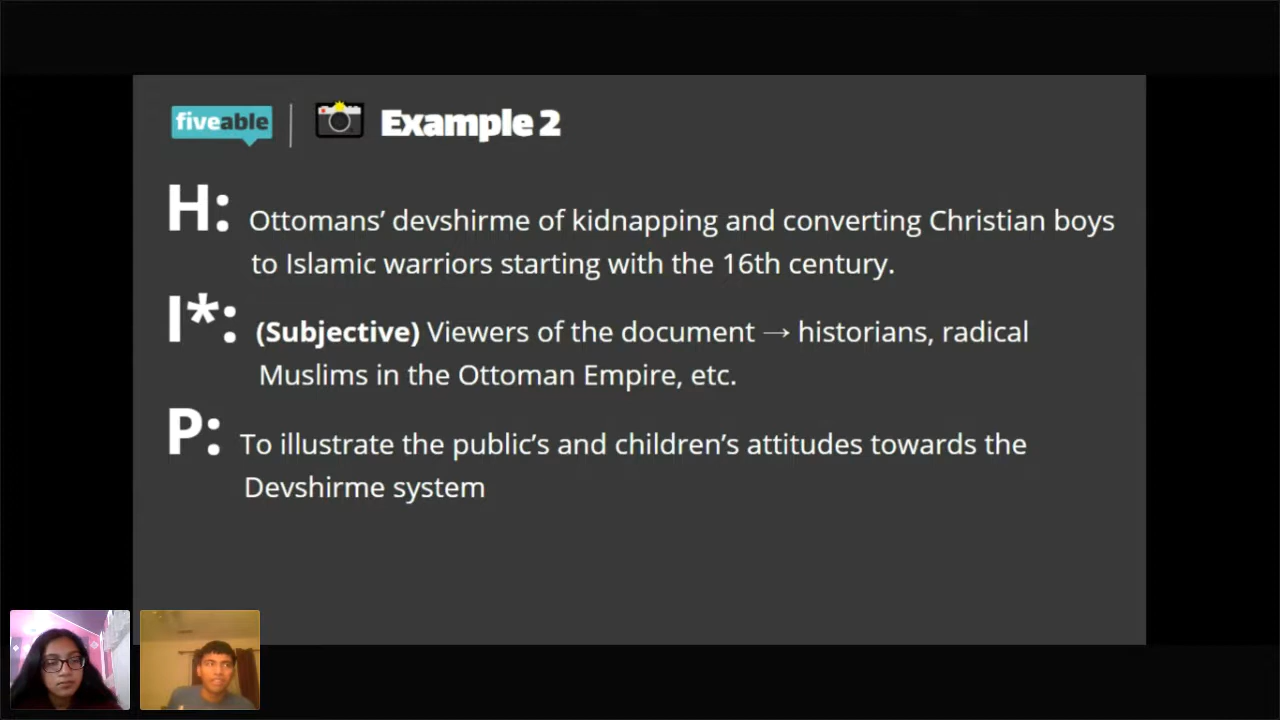 fiveable
Example 2
H: Ottomans’ devshirme of kidnapping and converting Christian boys
to Islamic warriors starting with the 16th century.
I*: (Subjective) Viewers of the document → historians, radical
Muslims in the Ottoman Empire, etc.
P: To illustrate the public’s and children’s attitudes towards the
Devshirme system